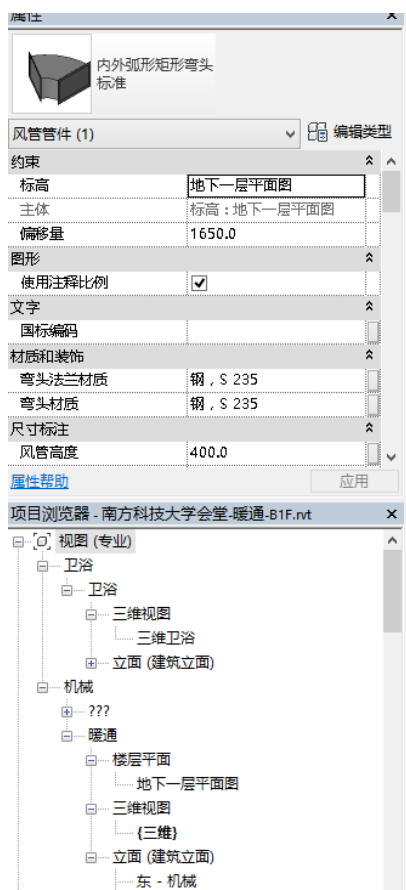 属性 x
内外弧形矩形弯头
标准
风管管件 (1) 编辑类型
约束
标高 地下一层平面图
主体 标高 : 地下一层平面图
偏移量 1650.0
图形
使用注释比例
文字
国标编码
材质和装饰
弯头法兰材质 钢 , S 235
弯头材质 钢 , S 235
尺寸标注
风管高度 400.0
属性帮助 应用
项目浏览器 - 南方科技大学会堂-暖通-B1F.rvt x
视图 (专业)
卫浴
卫浴
三维视图
三维卫浴
立面 (建筑立面)
机械
???
暖通
楼层平面
地下一层平面图
三维视图
{三维}
立面 (建筑立面)
东 - 机械